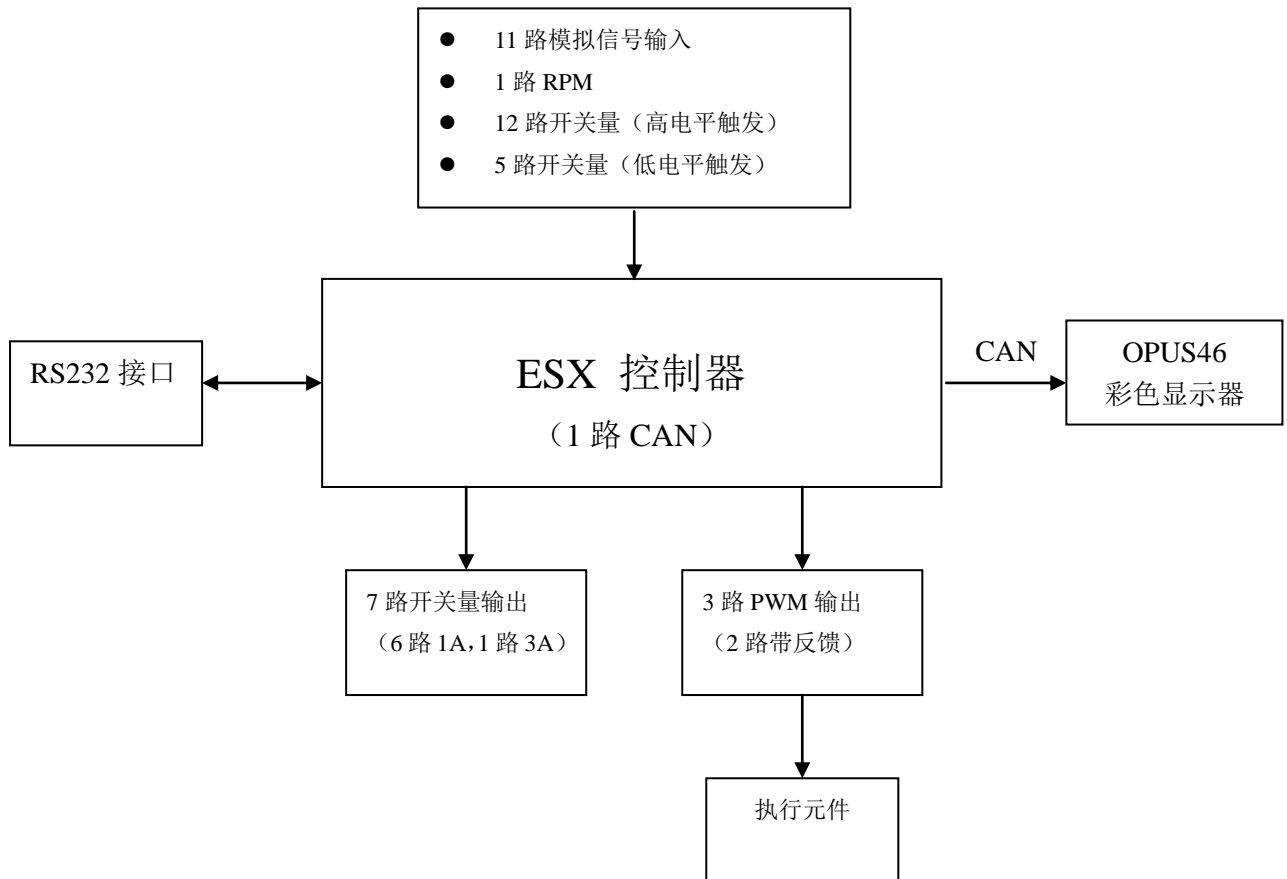 ● 11 路模拟信号输入
● 1 路 RPM
● 12 路开关量（高电平触发）
● 5 路开关量（低电平触发）
RS232 接口
ESX 控制器
（1 路 CAN）
CAN
OPUS46
彩色显示器
7 路开关量输出
（6 路 1A，1 路 3A）
3 路 PWM 输出
（2 路带反馈）
执行元件